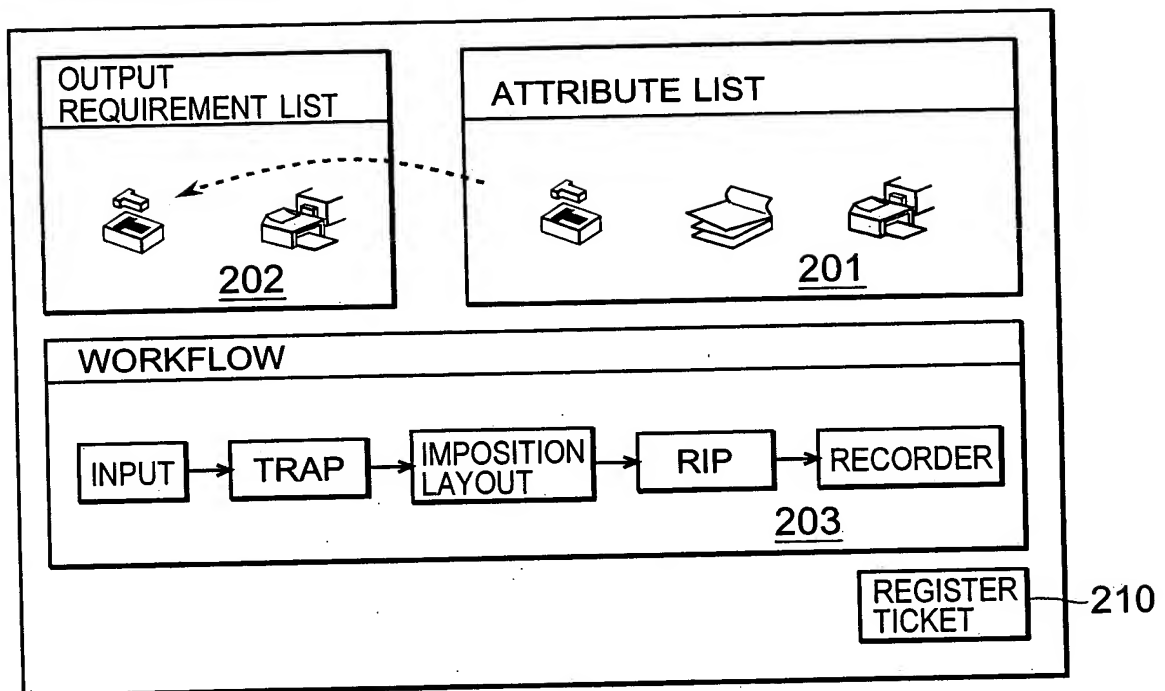 OUTPUT
REQUIREMENT LIST
ATTRIBUTE LIST
202
201
WORKFLOW
INPUT
TRAP
IMPOSITION
LAYOUT
RIP
RECORDER
203
REGISTER
TICKET
210